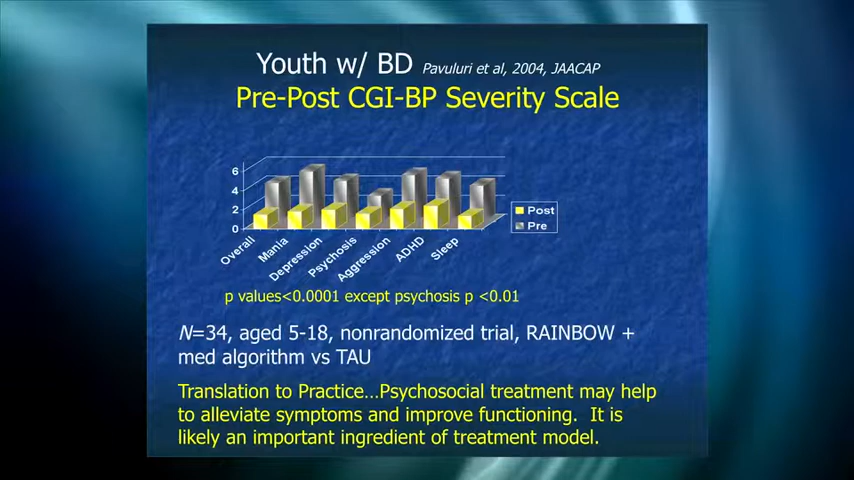 Youth w/ BD Pavuluri et al, 2004, JAACAP
Pre-Post CGI-BP Severity Scale
6
4
2
0
Overall
Mania
Depression
Psychosis
Aggression
ADHD
Sleep
Post
Pre
p values<0.0001 except psychosis p <0.01
N=34, aged 5-18, nonrandomized trial, RAINBOW +
med algorithm vs TAU
Translation to Practice…Psychosocial treatment may help
to alleviate symptoms and improve functioning. It is
likely an important ingredient of treatment model.